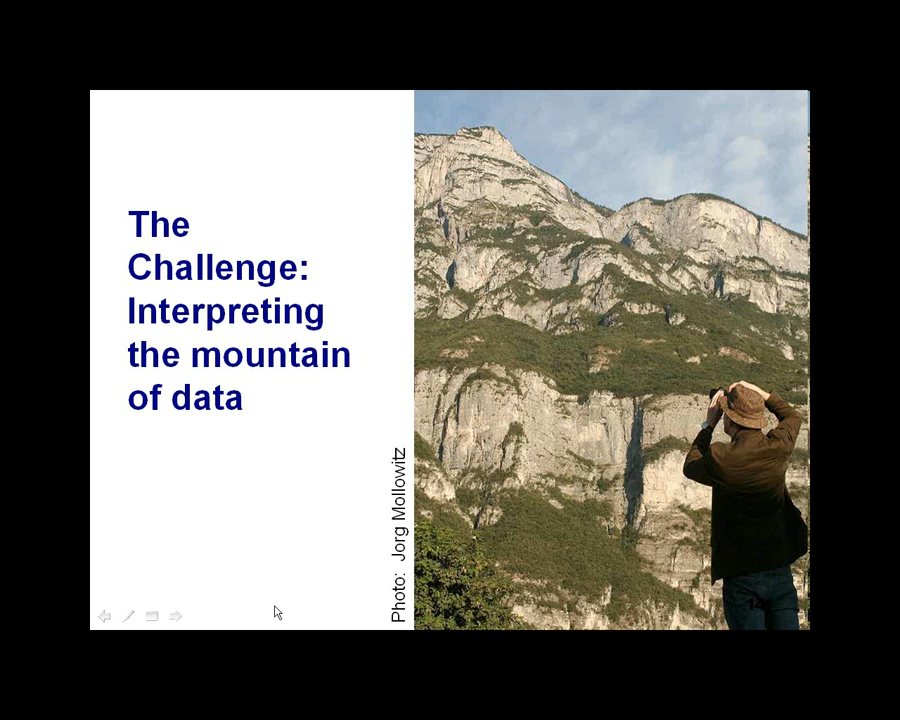 The
Challenge:
Interpreting
the mountain
of data
Photo: Jorg Mollowitz